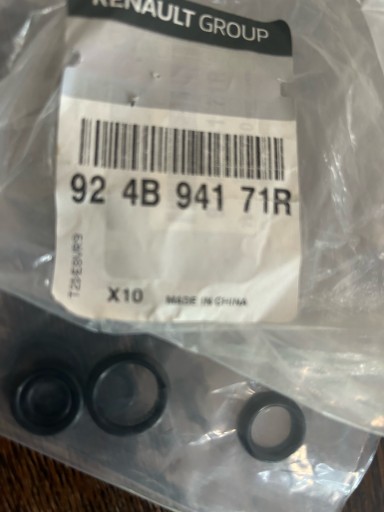 RENAULT GROUP
92 4B 941 71R
X10 MADE IN CHINA